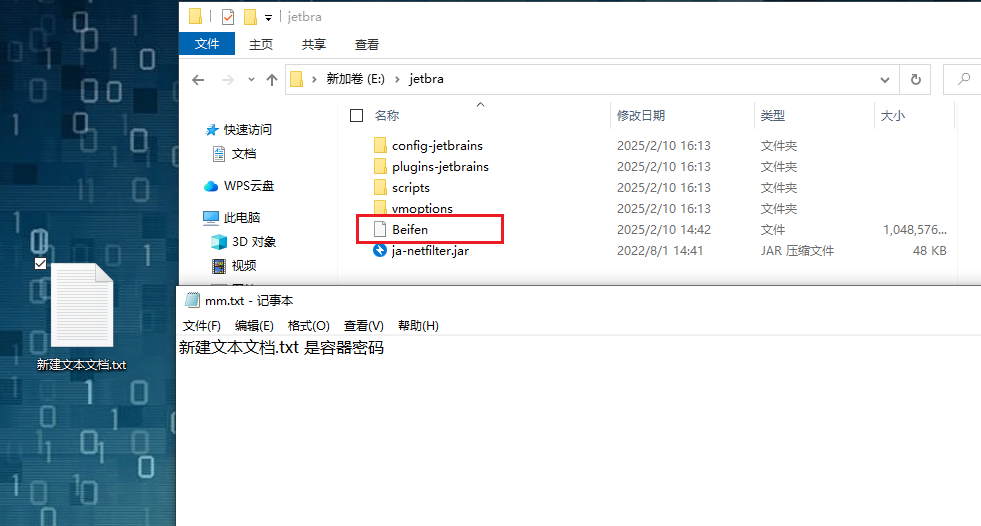 jetbra
文件 主页 共享 查看
新加卷 (E:) jetbra
名称 修改日期 类型 大小
快速访问
文档
WPS云盘
此电脑
3D 对象
视频
config-jetbrains 2025/2/10 16:13 文件夹
plugins-jetbrains 2025/2/10 16:13 文件夹
scripts 2025/2/10 16:13 文件夹
vmoptions 2025/2/10 16:13 文件夹
Beifen 2025/2/10 14:42 文件 1,048,576...
ja-netfilter.jar 2022/8/1 14:41 JAR 压缩文件 48 KB
新建文本文档.txt
mm.txt - 记事本
文件(F) 编辑(E) 格式(O) 查看(V) 帮助(H)
新建文本文档.txt 是容器密码